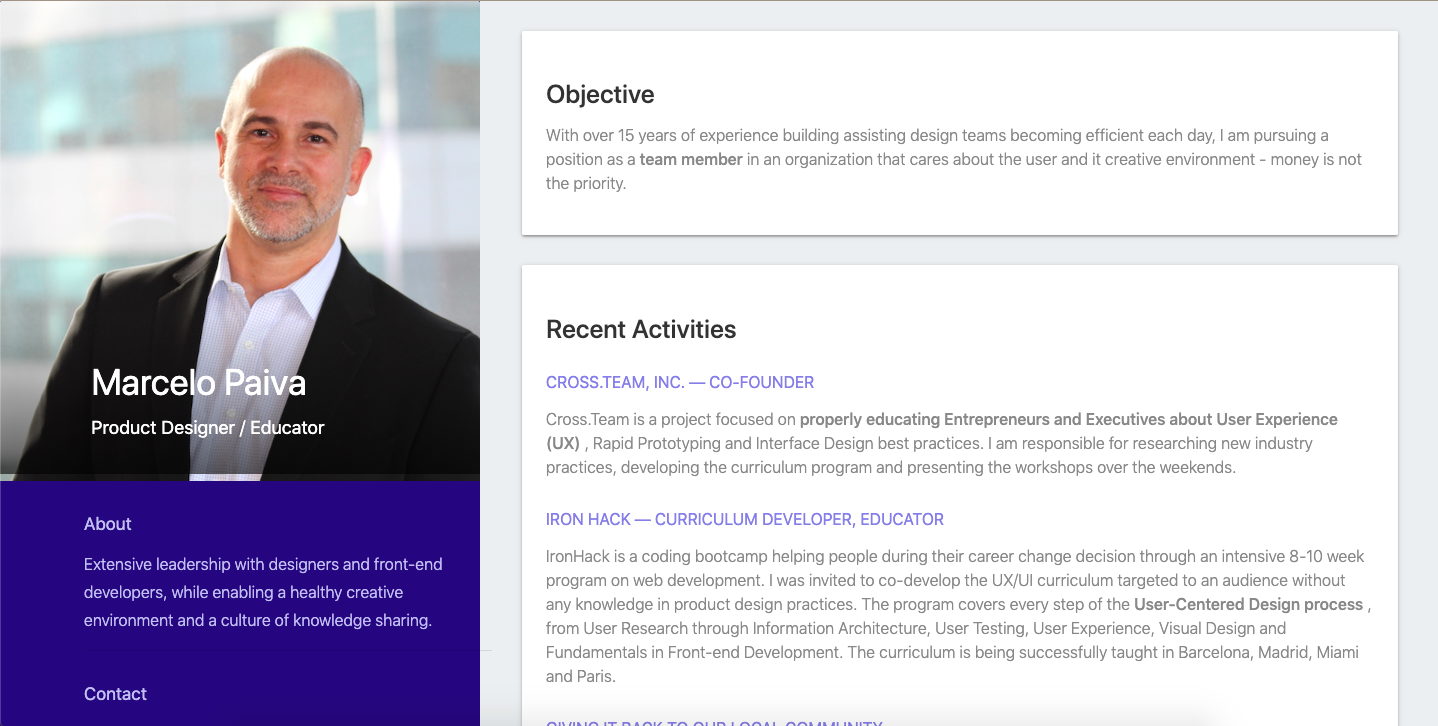 Marcelo Paiva
Product Designer / Educator
About
Extensive leadership with designers and front-end
developers, while enabling a healthy creative
environment and a culture of knowledge sharing.
Contact
Objective
With over 15 years of experience building assisting design teams becoming efficient each day, I am pursuing a
position as a team member in an organization that cares about the user and it creative environment - money is not
the priority.
Recent Activities
CROSS.TEAM, INC. — CO-FOUNDER
Cross.Team is a project focused on properly educating Entrepreneurs and Executives about User Experience
(UX) , Rapid Prototyping and Interface Design best practices. I am responsible for researching new industry
practices, developing the curriculum program and presenting the workshops over the weekends.
IRON HACK — CURRICULUM DEVELOPER, EDUCATOR
IronHack is a coding bootcamp helping people during their career change decision through an intensive 8-10 week
program on web development. I was invited to co-develop the UX/UI curriculum targeted to an audience without
any knowledge in product design practices. The program covers every step of the User-Centered Design process ,
from User Research through Information Architecture, User Testing, User Experience, Visual Design and
Fundamentals in Front-end Development. The curriculum is being successfully taught in Barcelona, Madrid, Miami
and Paris.
GIVING IT BACK TO OUR LOCAL COMMUNITY